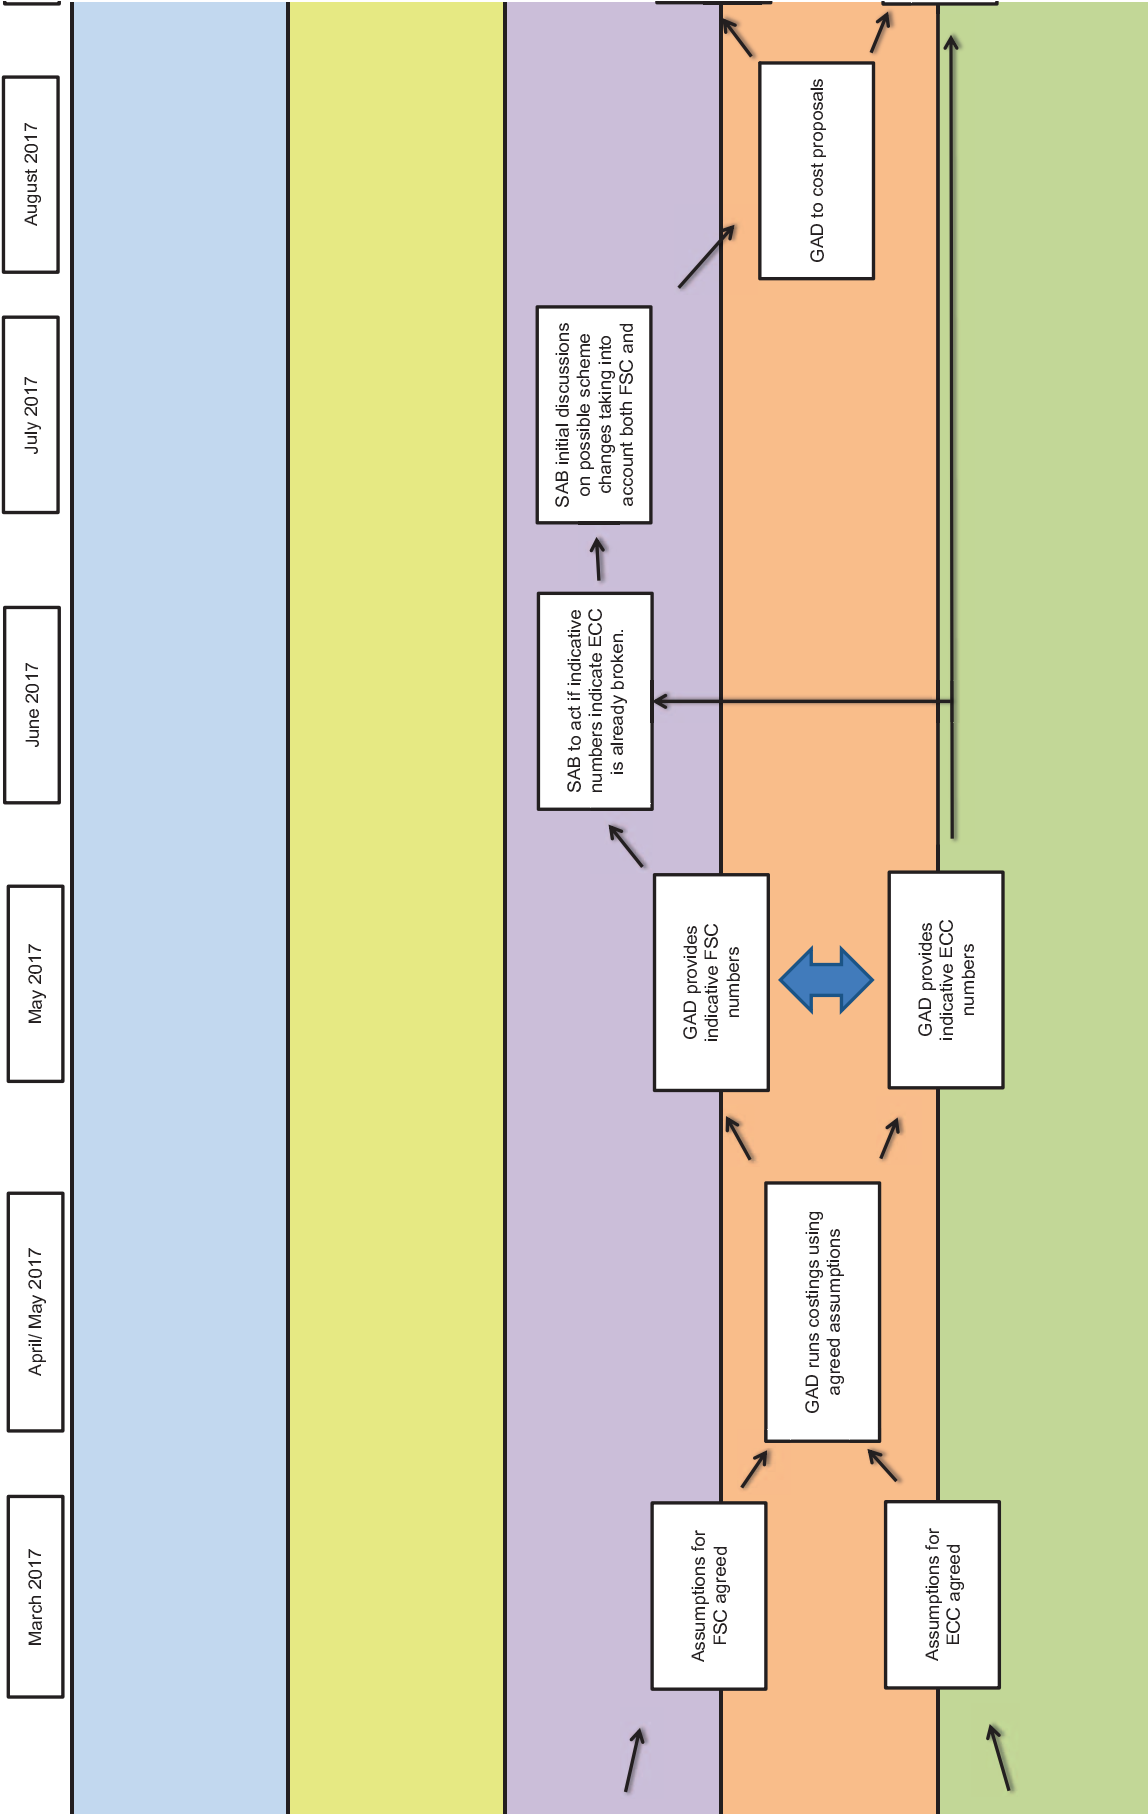 March 2017
April/ May 2017
May 2017
June 2017
July 2017
August 2017
Assumptions for
FSC agreed
Assumptions for
ECC agreed
GAD runs costings using
agreed assumptions
GAD provides
indicative FSC
numbers
GAD provides
indicative ECC
numbers
SAB to act if indicative
numbers indicate ECC
is already broken.
SAB initial discussions
on possible scheme
changes taking into
account both FSC and
GAD to cost proposals